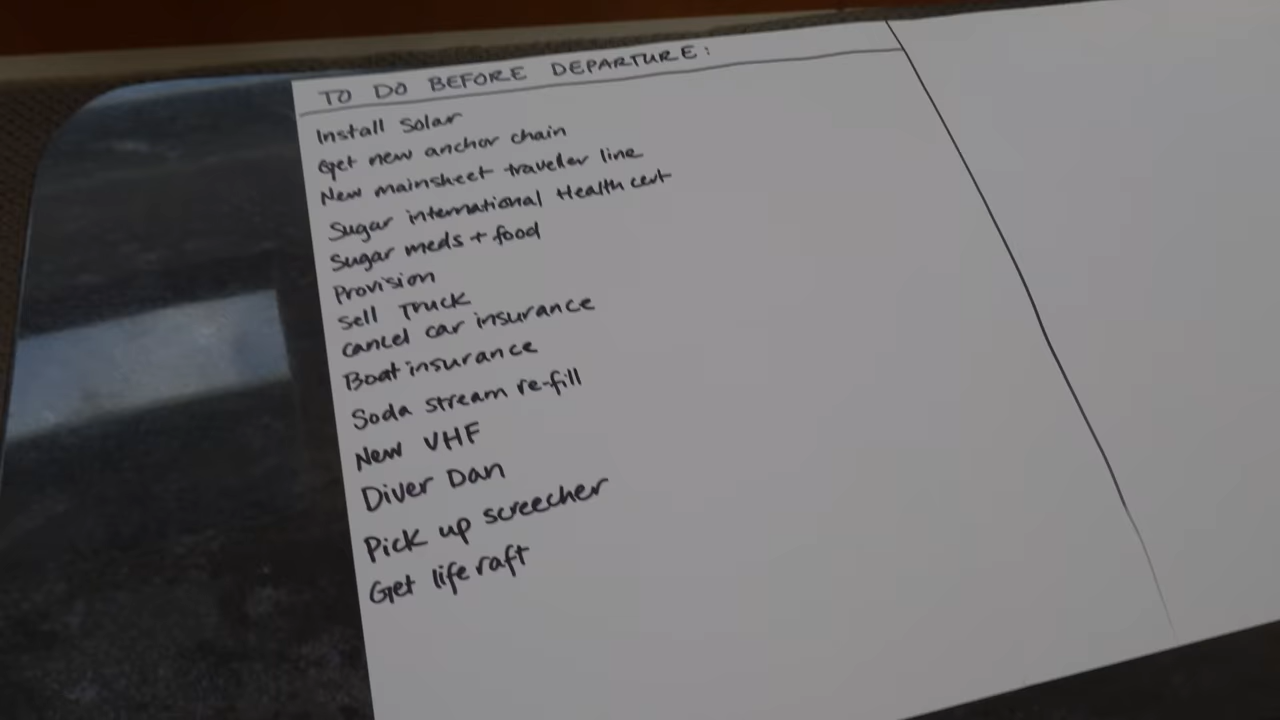 TO DO BEFORE DEPARTURE:
Install Solar
Get new anchor chain
New mainsheet traveler line
Sugar international Health cert
Sugar meds + food
Provision
Sell Truck
cancel car insurance
Boat insurance
Soda stream re-fill
New VHF
Diver Dan
Pick up screecher
Get life raft